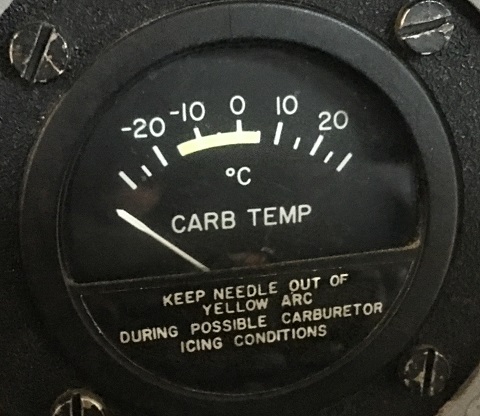 -20 -10 0 10 20
°C
CARB TEMP
KEEP NEEDLE OUT OF
YELLOW ARC
DURING POSSIBLE CARBURETOR
ICING CONDITIONS